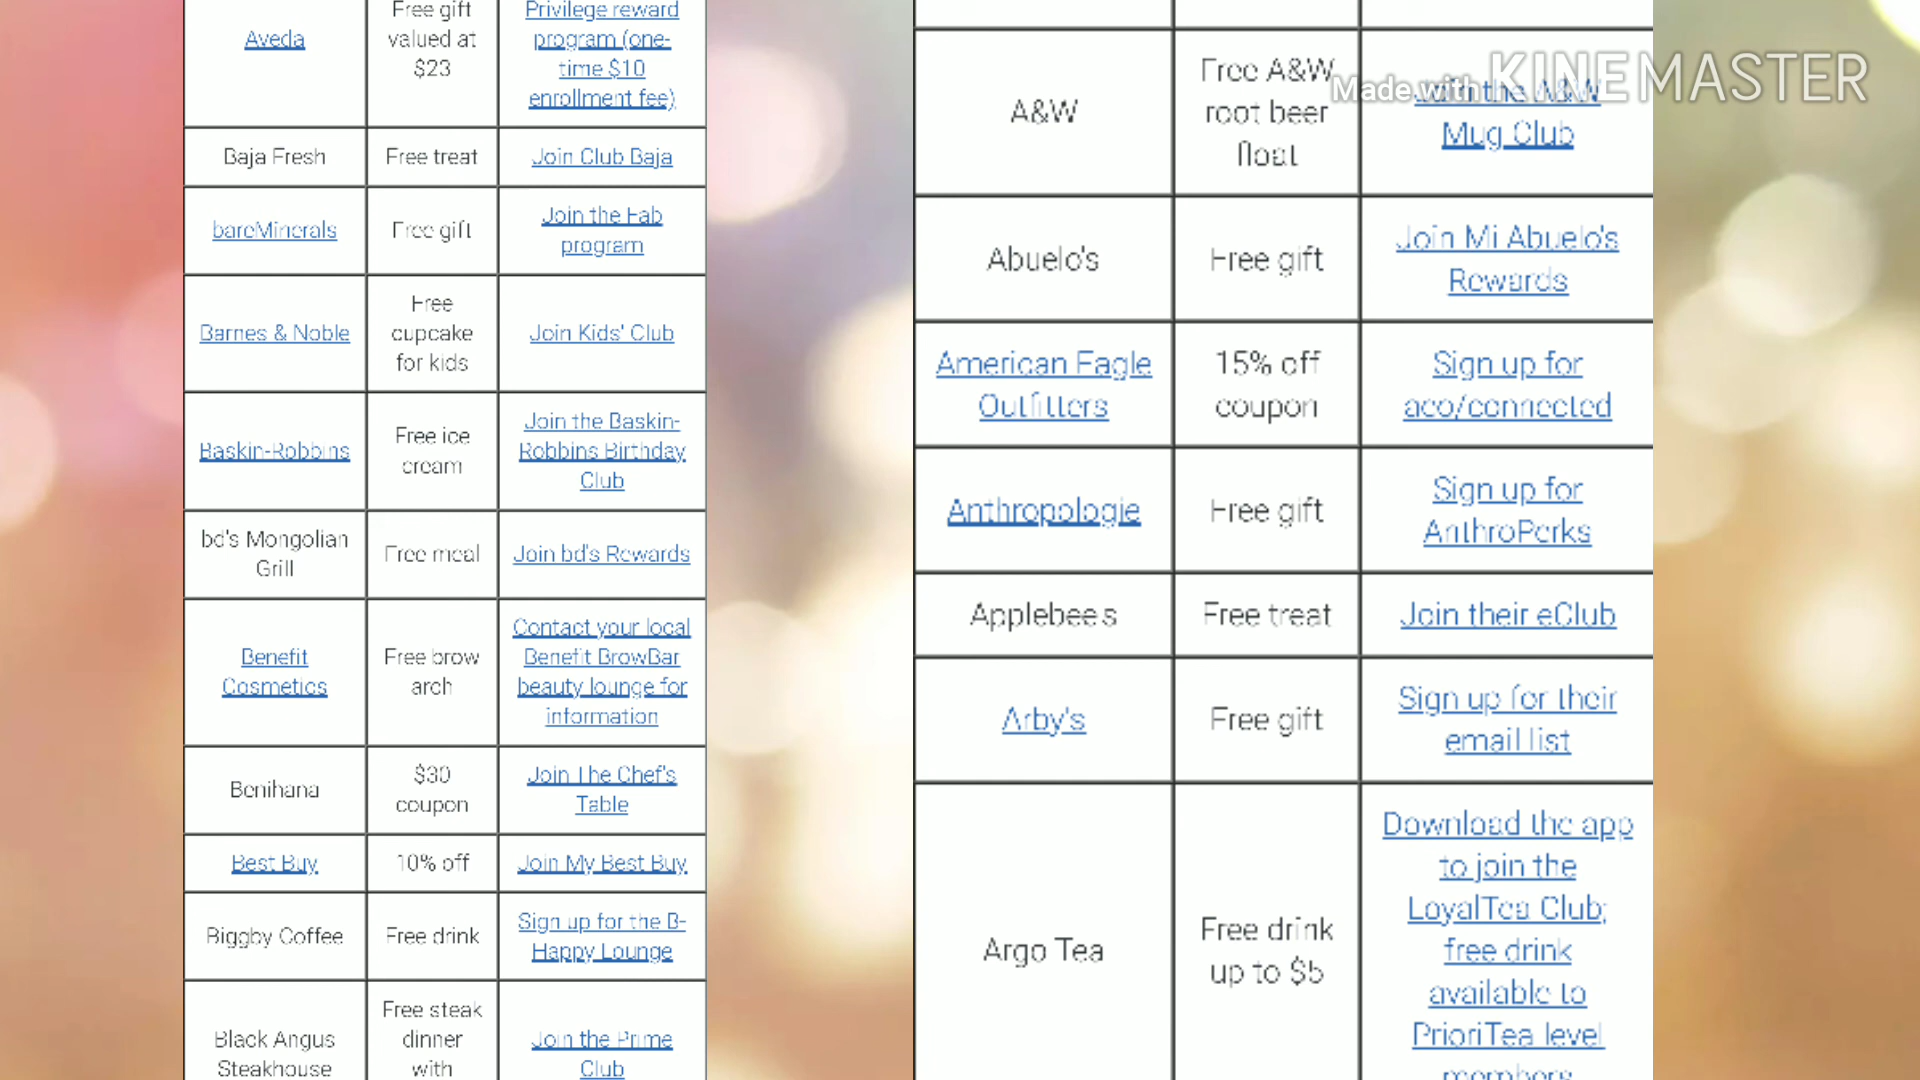 Aveda
Free gift
valued at
$23
Privilege reward
program (one-
time $10
enrollment fee)
Baja Fresh
Free treat
Join Club Baja
bareMinerals
Free gift
Join the Fab
program
Barnes & Noble
Free
cupcake
for kids
Join Kids' Club
Baskin-Robbins
Free ice
cream
Join the Baskin-
Robbins Birthday
Club
bd's Mongolian
Grill
Free meal
Join bd's Rewards
Benefit
Cosmetics
Free brow
arch
Contact your local
Benefit BrowBar
beauty lounge for
information
Benihana
$30
coupon
Join The Chef's
Table
Best Buy
10% off
Join My Best Buy
Biggby Coffee
Free drink
Sign up for the B-
Happy Lounge
Black Angus
Steakhouse
Free steak
dinner
with
Join the Prime
Club
A&W
Free A&W
root beer
float
Join the A&W
Mug Club
Made with KINEMASTER
Abuelo's
Free gift
Join Mi Abuelo's
Rewards
American Eagle
Outfitters
15% off
coupon
Sign up for
aeo/connected
Anthropologie
Free gift
Sign up for
AnthroPerks
Applebee's
Free treat
Join their eClub
Arby's
Free gift
Sign up for their
email list
Argo Tea
Free drink
up to $5
Download the app
to join the
LoyalTea Club;
free drink
available to
PrioriTea level
members